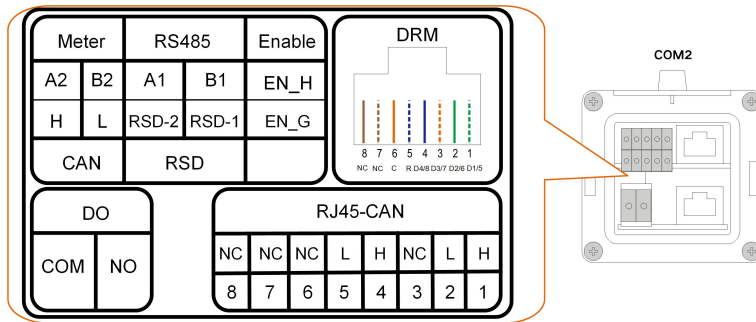 Meter RS485 Enable
A2 B2 A1 B1 EN_H
H L RSD-2 RSD-1 EN_G
CAN RSD
DRM
8 7 6 5 4 3 2 1
NC NC C R D4/8 D3/7 D2/6 D1/5
DO
COM NO
RJ45-CAN
NC NC NC L H NC L H
8 7 6 5 4 3 2 1
COM2